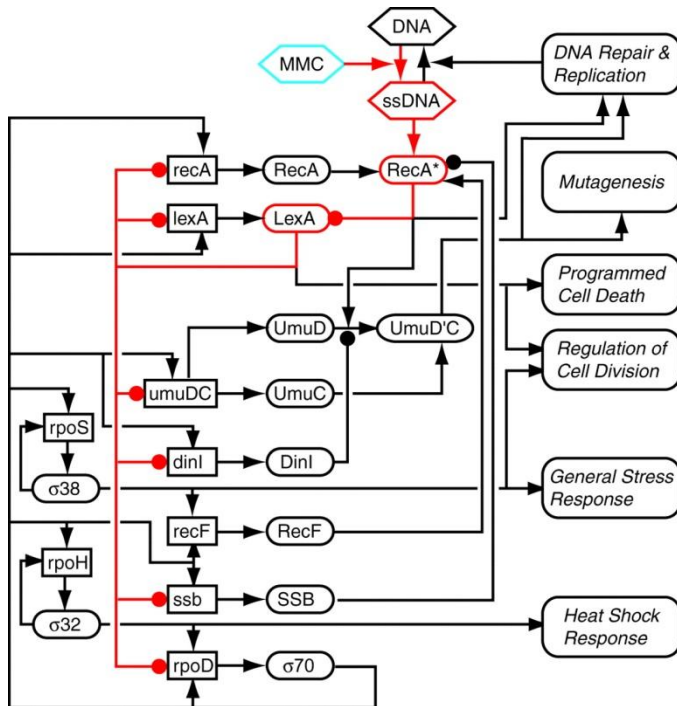 DNA
MMC
DNA Repair &
Replication
ssDNA
recA
RecA
RecA*
Mutagenesis
lexA
LexA
Programmed
Cell Death
UmuD
UmuD'C
Regulation of
Cell Division
umuDC
UmuC
rpoS
dinI
DinI
σ38
General Stress
Response
recF
RecF
rpoH
ssb
SSB
σ32
Heat Shock
Response
rpoD
σ70